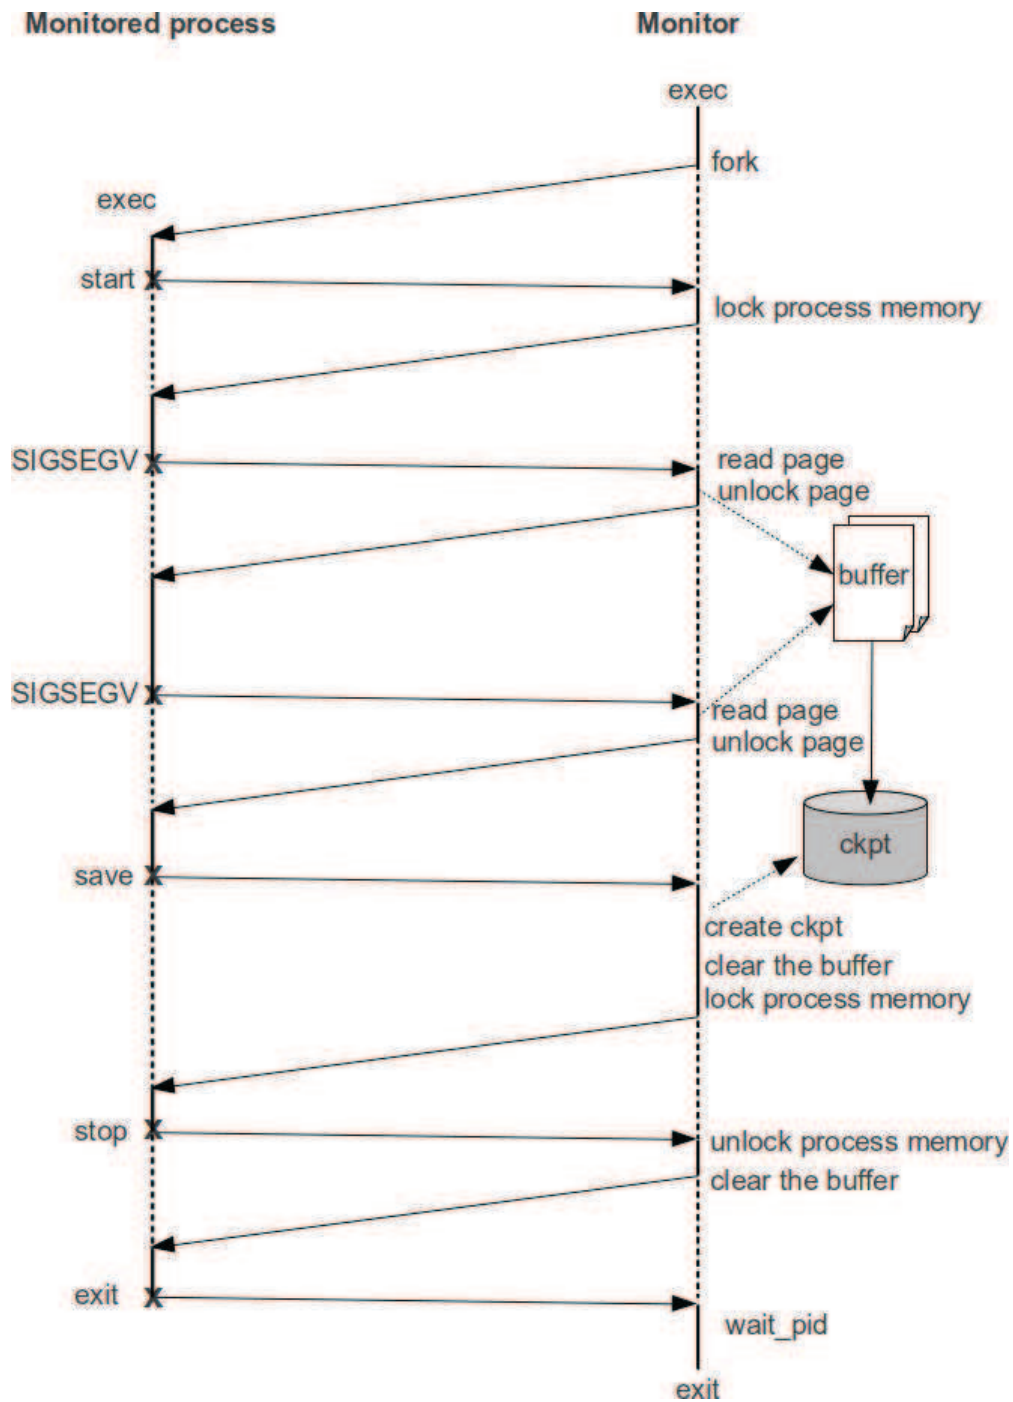 Monitored process
Monitor
exec
fork
exec
start
lock process memory
SIGSEGV
read page
unlock page
buffer
SIGSEGV
read page
unlock page
ckpt
save
create ckpt
clear the buffer
lock process memory
stop
unlock process memory
clear the buffer
exit
wait_pid
exit